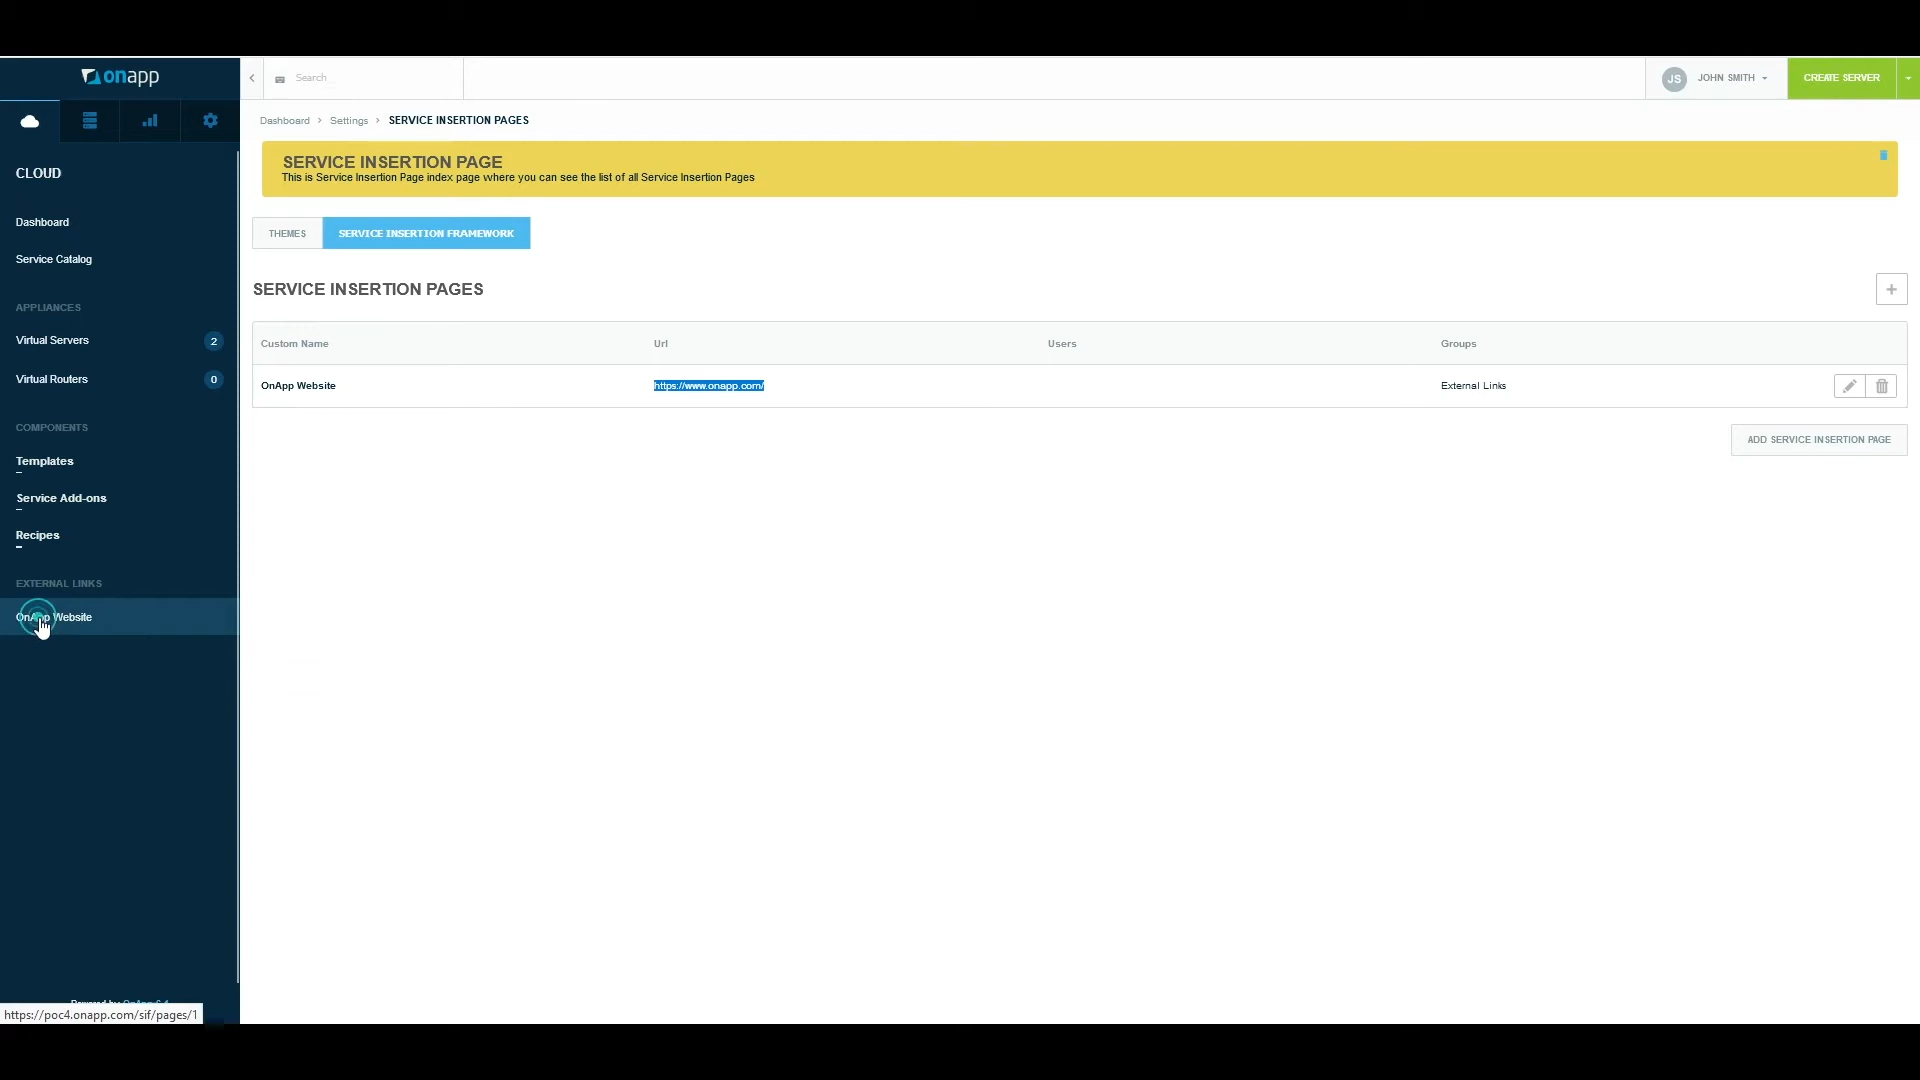 onapp
Search
JS
JOHN SMITH
CREATE SERVER
Dashboard > Settings > SERVICE INSERTION PAGES
SERVICE INSERTION PAGE
This is Service Insertion Page index page where you can see the list of all Service Insertion Pages
THEMES
SERVICE INSERTION FRAMEWORK
SERVICE INSERTION PAGES
+
Custom Name Url Users Groups
OnApp Website https://www.onapp.com/ External Links
ADD SERVICE INSERTION PAGE
CLOUD
Dashboard
Service Catalog
APPLIANCES
Virtual Servers 2
Virtual Routers 0
COMPONENTS
Templates
Service Add-ons
Recipes
EXTERNAL LINKS
OnApp Website
Powered by OnApp 6.4
https://poc4.onapp.com/sif/pages/1